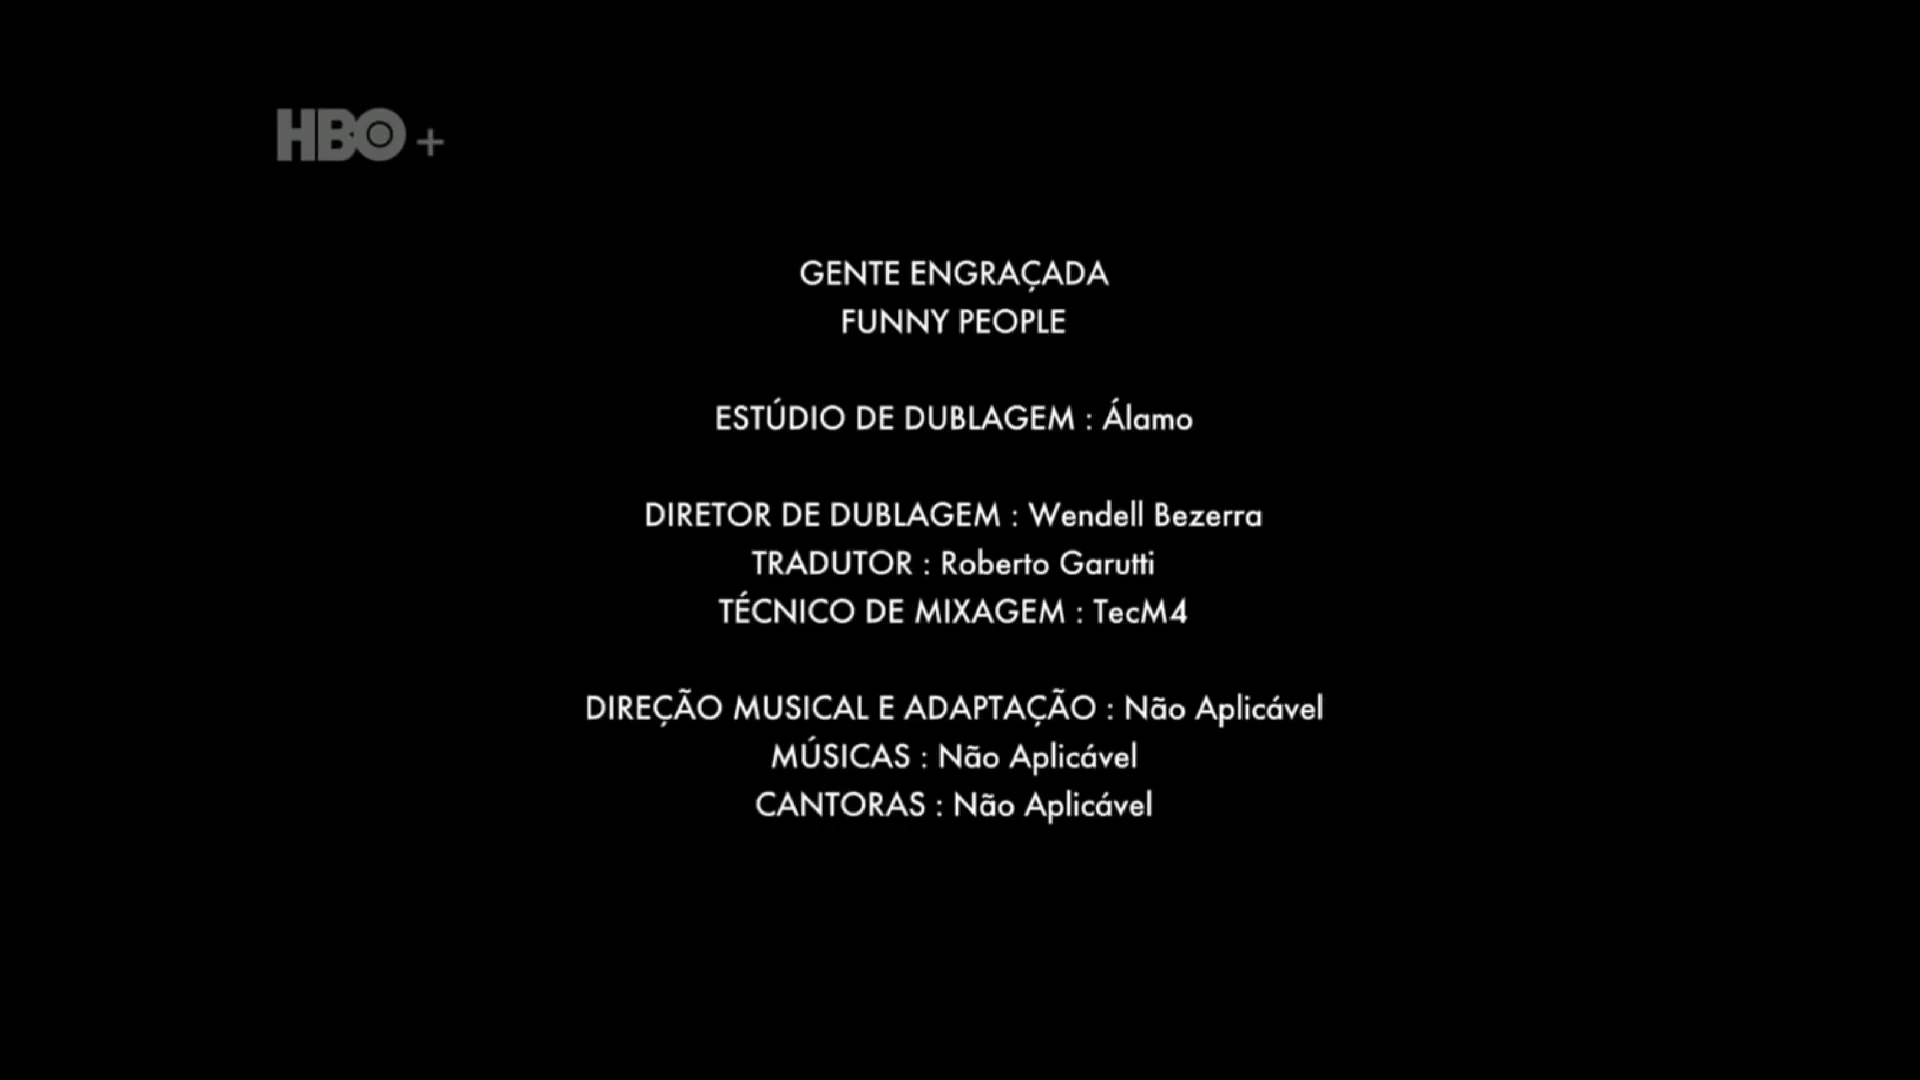 HBO +
GENTE ENGRAÇADA
FUNNY PEOPLE
ESTÚDIO DE DUBLAGEM : Álamo
DIRETOR DE DUBLAGEM : Wendell Bezerra
TRADUTOR : Roberto Garutti
TÉCNICO DE MIXAGEM : TecM4
DIREÇÃO MUSICAL E ADAPTAÇÃO : Não Aplicável
MÚSICAS : Não Aplicável
CANTORAS : Não Aplicável